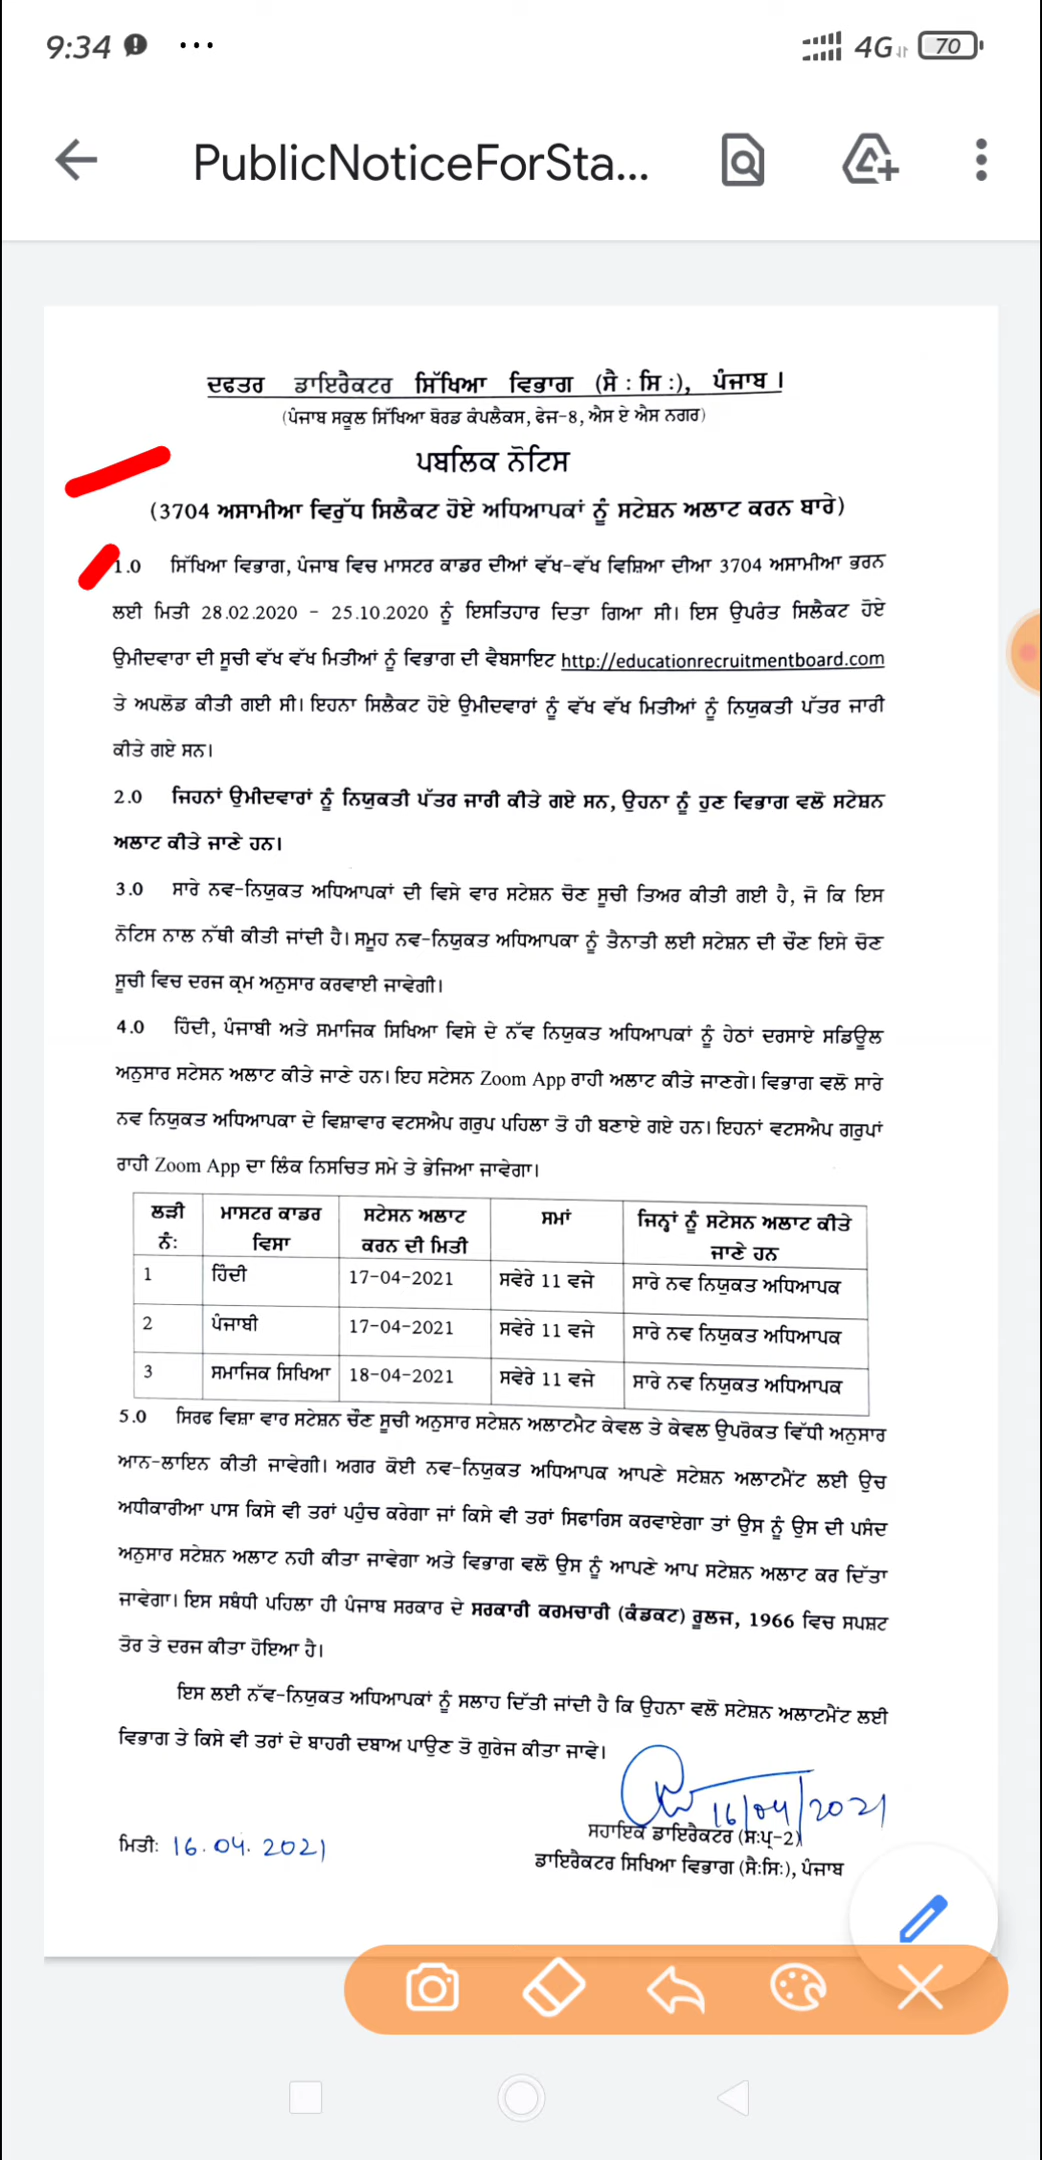 9:34
4G 70
PublicNoticeForSta...
ਦਫਤਰ ਡਾਇਰੈਕਟਰ ਸਿੱਖਿਆ ਵਿਭਾਗ (ਸੈ : ਸਿ :), ਪੰਜਾਬ ।
(ਪੰਜਾਬ ਸਕੂਲ ਸਿੱਖਿਆ ਬੋਰਡ ਕੰਪਲੈਕਸ, ਫੇਜ-8, ਐਸ ਏ ਐਸ ਨਗਰ)
ਪਬਲਿਕ ਨੋਟਿਸ
(3704 ਅਸਾਮੀਆ ਵਿਰੁੱਧ ਸਿਲੈਕਟ ਹੋਏ ਅਧਿਆਪਕਾਂ ਨੂੰ ਸਟੇਸ਼ਨ ਅਲਾਟ ਕਰਨ ਬਾਰੇ)
1.0 ਸਿੱਖਿਆ ਵਿਭਾਗ, ਪੰਜਾਬ ਵਿਚ ਮਾਸਟਰ ਕਾਡਰ ਦੀਆਂ ਵੱਖ-ਵੱਖ ਵਿਸ਼ਿਆ ਦੀਆ 3704 ਅਸਾਮੀਆ ਭਰਨ
ਲਈ ਮਿਤੀ 28.02.2020 - 25.10.2020 ਨੂੰ ਇਸਤਿਹਾਰ ਦਿਤਾ ਗਿਆ ਸੀ। ਇਸ ਉਪਰੰਤ ਸਿਲੈਕਟ ਹੋਏ
ਉਮੀਦਵਾਰਾ ਦੀ ਸੂਚੀ ਵੱਖ ਵੱਖ ਮਿਤੀਆਂ ਨੂੰ ਵਿਭਾਗ ਦੀ ਵੈਬਸਾਇਟ http://educationrecruitmentboard.com
ਤੇ ਅਪਲੋਡ ਕੀਤੀ ਗਈ ਸੀ। ਇਹਨਾ ਸਿਲੈਕਟ ਹੋਏ ਉਮੀਦਵਾਰਾਂ ਨੂੰ ਵੱਖ ਵੱਖ ਮਿਤੀਆਂ ਨੂੰ ਨਿਯੁਕਤੀ ਪੱਤਰ ਜਾਰੀ
ਕੀਤੇ ਗਏ ਸਨ।
2.0 ਜਿਹਨਾਂ ਉਮੀਦਵਾਰਾਂ ਨੂੰ ਨਿਯੁਕਤੀ ਪੱਤਰ ਜਾਰੀ ਕੀਤੇ ਗਏ ਸਨ, ਉਹਨਾ ਨੂੰ ਹੁਣ ਵਿਭਾਗ ਵਲੋ ਸਟੇਸ਼ਨ
ਅਲਾਟ ਕੀਤੇ ਜਾਣੇ ਹਨ।
3.0 ਸਾਰੇ ਨਵ-ਨਿਯੁਕਤ ਅਧਿਆਪਕਾਂ ਦੀ ਵਿਸੇ ਵਾਰ ਸਟੇਸ਼ਨ ਚੋਣ ਸੂਚੀ ਤਿਅਰ ਕੀਤੀ ਗਈ ਹੈ, ਜੋ ਕਿ ਇਸ
ਨੋਟਿਸ ਨਾਲ ਨੱਥੀ ਕੀਤੀ ਜਾਂਦੀ ਹੈ। ਸਮੂਹ ਨਵ-ਨਿਯੁਕਤ ਅਧਿਆਪਕਾ ਨੂੰ ਤੈਨਾਤੀ ਲਈ ਸਟੇਸ਼ਨ ਦੀ ਚੌਣ ਇਸੇ ਚੋਣ
ਸੂਚੀ ਵਿਚ ਦਰਜ ਕ੍ਰਮ ਅਨੁਸਾਰ ਕਰਵਾਈ ਜਾਵੇਗੀ।
4.0 ਹਿੰਦੀ, ਪੰਜਾਬੀ ਅਤੇ ਸਮਾਜਿਕ ਸਿਖਿਆ ਵਿਸੇ ਦੇ ਨੱਵ ਨਿਯੁਕਤ ਅਧਿਆਪਕਾਂ ਨੂੰ ਹੇਠਾਂ ਦਰਸਾਏ ਸਡਿਊਲ
ਅਨੁਸਾਰ ਸਟੇਸਨ ਅਲਾਟ ਕੀਤੇ ਜਾਣੇ ਹਨ। ਇਹ ਸਟੇਸਨ Zoom App ਰਾਹੀ ਅਲਾਟ ਕੀਤੇ ਜਾਣਗੇ। ਵਿਭਾਗ ਵਲੋ ਸਾਰੇ
ਨਵ ਨਿਯੁਕਤ ਅਧਿਆਪਕਾ ਦੇ ਵਿਸ਼ਾਵਾਰ ਵਟਸਐਪ ਗਰੁਪ ਪਹਿਲਾ ਤੋ ਹੀ ਬਣਾਏ ਗਏ ਹਨ। ਇਹਨਾਂ ਵਟਸਐਪ ਗਰੁਪਾਂ
ਰਾਹੀ Zoom App ਦਾ ਲਿੰਕ ਨਿਸਚਿਤ ਸਮੇ ਤੇ ਭੇਜਿਆ ਜਾਵੇਗਾ।
ਲੜੀ ਨੰ: ਮਾਸਟਰ ਕਾਡਰ ਵਿਸਾ ਸਟੇਸਨ ਅਲਾਟ ਕਰਨ ਦੀ ਮਿਤੀ ਸਮਾਂ ਜਿਨ੍ਹਾਂ ਨੂੰ ਸਟੇਸਨ ਅਲਾਟ ਕੀਤੇ ਜਾਣੇ ਹਨ
1 ਹਿੰਦੀ 17-04-2021 ਸਵੇਰੇ 11 ਵਜੇ ਸਾਰੇ ਨਵ ਨਿਯੁਕਤ ਅਧਿਆਪਕ
2 ਪੰਜਾਬੀ 17-04-2021 ਸਵੇਰੇ 11 ਵਜੇ ਸਾਰੇ ਨਵ ਨਿਯੁਕਤ ਅਧਿਆਪਕ
3 ਸਮਾਜਿਕ ਸਿਖਿਆ 18-04-2021 ਸਵੇਰੇ 11 ਵਜੇ ਸਾਰੇ ਨਵ ਨਿਯੁਕਤ ਅਧਿਆਪਕ
5.0 ਸਿਰਫ ਵਿਸ਼ਾ ਵਾਰ ਸਟੇਸ਼ਨ ਚੌਣ ਸੂਚੀ ਅਨੁਸਾਰ ਸਟੇਸ਼ਨ ਅਲਾਟਮੈਟ ਕੇਵਲ ਤੇ ਕੇਵਲ ਉਪਰੋਕਤ ਵਿੱਧੀ ਅਨੁਸਾਰ
ਆਨ-ਲਾਇਨ ਕੀਤੀ ਜਾਵੇਗੀ। ਅਗਰ ਕੋਈ ਨਵ-ਨਿਯੁਕਤ ਅਧਿਆਪਕ ਆਪਣੇ ਸਟੇਸ਼ਨ ਅਲਾਟਮੈਂਟ ਲਈ ਉਚ
ਅਧੀਕਾਰੀਆ ਪਾਸ ਕਿਸੇ ਵੀ ਤਰਾਂ ਪਹੁੰਚ ਕਰੇਗਾ ਜਾਂ ਕਿਸੇ ਵੀ ਤਰਾਂ ਸਿਫਾਰਿਸ ਕਰਵਾਏਗਾ ਤਾਂ ਉਸ ਨੂੰ ਉਸ ਦੀ ਪਸੰਦ
ਅਨੁਸਾਰ ਸਟੇਸ਼ਨ ਅਲਾਟ ਨਹੀ ਕੀਤਾ ਜਾਵੇਗਾ ਅਤੇ ਵਿਭਾਗ ਵਲੋ ਉਸ ਨੂੰ ਆਪਣੇ ਆਪ ਸਟੇਸ਼ਨ ਅਲਾਟ ਕਰ ਦਿੱਤਾ
ਜਾਵੇਗਾ। ਇਸ ਸਬੰਧੀ ਪਹਿਲਾ ਹੀ ਪੰਜਾਬ ਸਰਕਾਰ ਦੇ ਸਰਕਾਰੀ ਕਰਮਚਾਰੀ (ਕੰਡਕਟ) ਰੂਲਜ, 1966 ਵਿਚ ਸਪਸ਼ਟ
ਤੋਰ ਤੇ ਦਰਜ ਕੀਤਾ ਹੋਇਆ ਹੈ।
ਇਸ ਲਈ ਨੱਵ-ਨਿਯੁਕਤ ਅਧਿਆਪਕਾਂ ਨੂੰ ਸਲਾਹ ਦਿੱਤੀ ਜਾਂਦੀ ਹੈ ਕਿ ਉਹਨਾ ਵਲੋ ਸਟੇਸ਼ਨ ਅਲਾਟਮੈਂਟ ਲਈ
ਵਿਭਾਗ ਤੇ ਕਿਸੇ ਵੀ ਤਰਾਂ ਦੇ ਬਾਹਰੀ ਦਬਾਅ ਪਾਉਣ ਤੋ ਗੁਰੇਜ ਕੀਤਾ ਜਾਵੇ।
16/04/2021
ਸਹਾਇਕ ਡਾਇਰੈਕਟਰ (ਸ:ਪ੍ਰ-2)
ਮਿਤੀ: 16.04.2021
ਡਾਇਰੈਕਟਰ ਸਿਖਿਆ ਵਿਭਾਗ (ਸੈ:ਸਿ:), ਪੰਜਾਬ